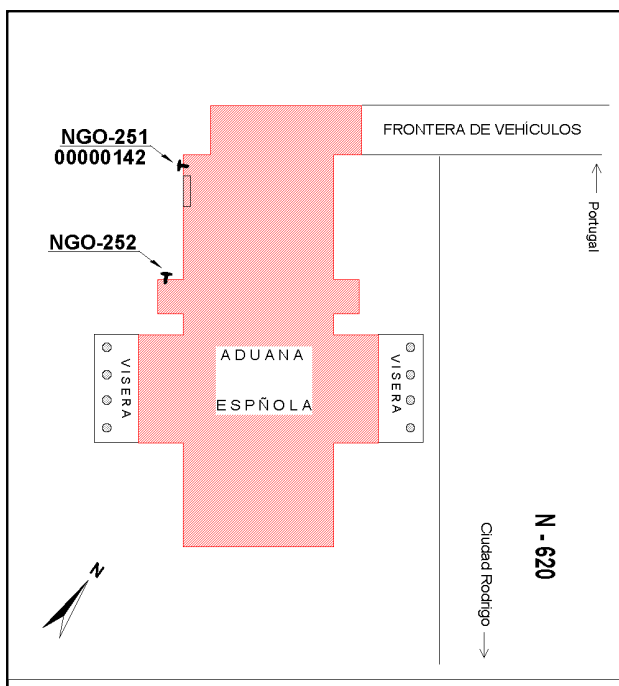 FRONTERA DE VEHÍCULOS
NGO-251
00000142
Portugal
NGO-252
ADUANA
ESPÑOLA
VISERA
VISERA
N - 620
Ciudad Rodrigo
N